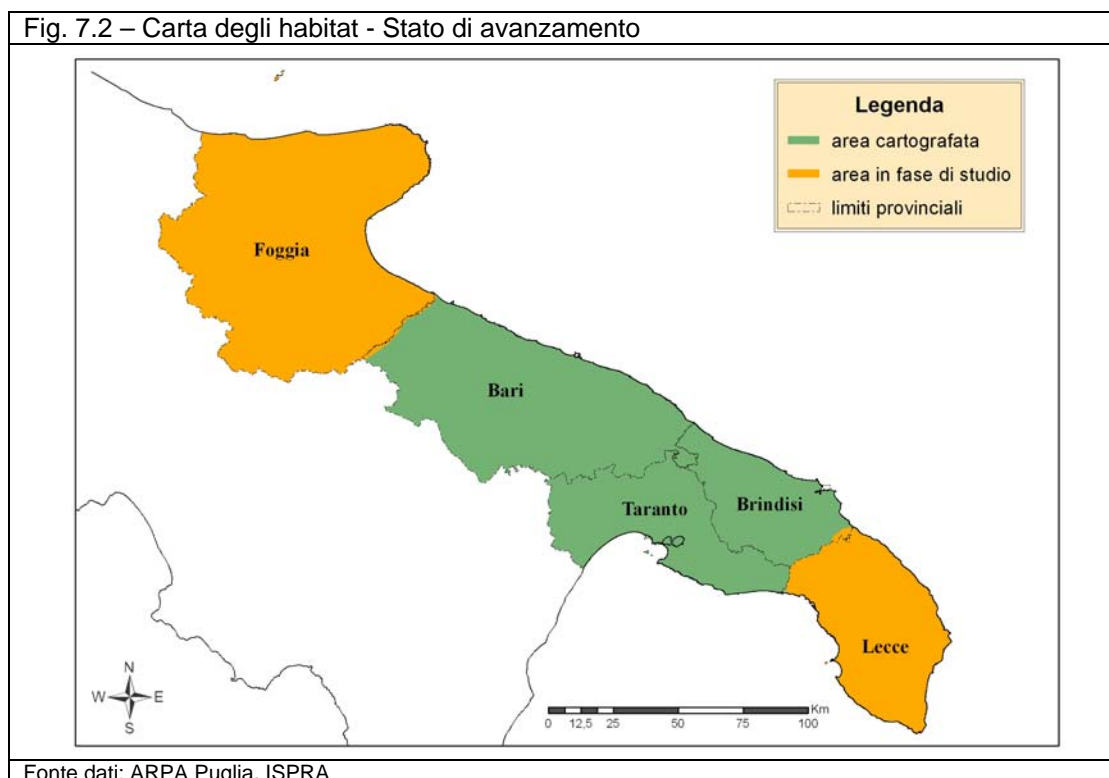 Fig. 7.2 – Carta degli habitat - Stato di avanzamento
Legenda
area cartografata
area in fase di studio
limiti provinciali
Foggia
Bari
Taranto
Brindisi
Lecce
N
W E
S
Km
0 12,5 25 50 75 100
Fonte dati: ARPA Puglia, ISPRA